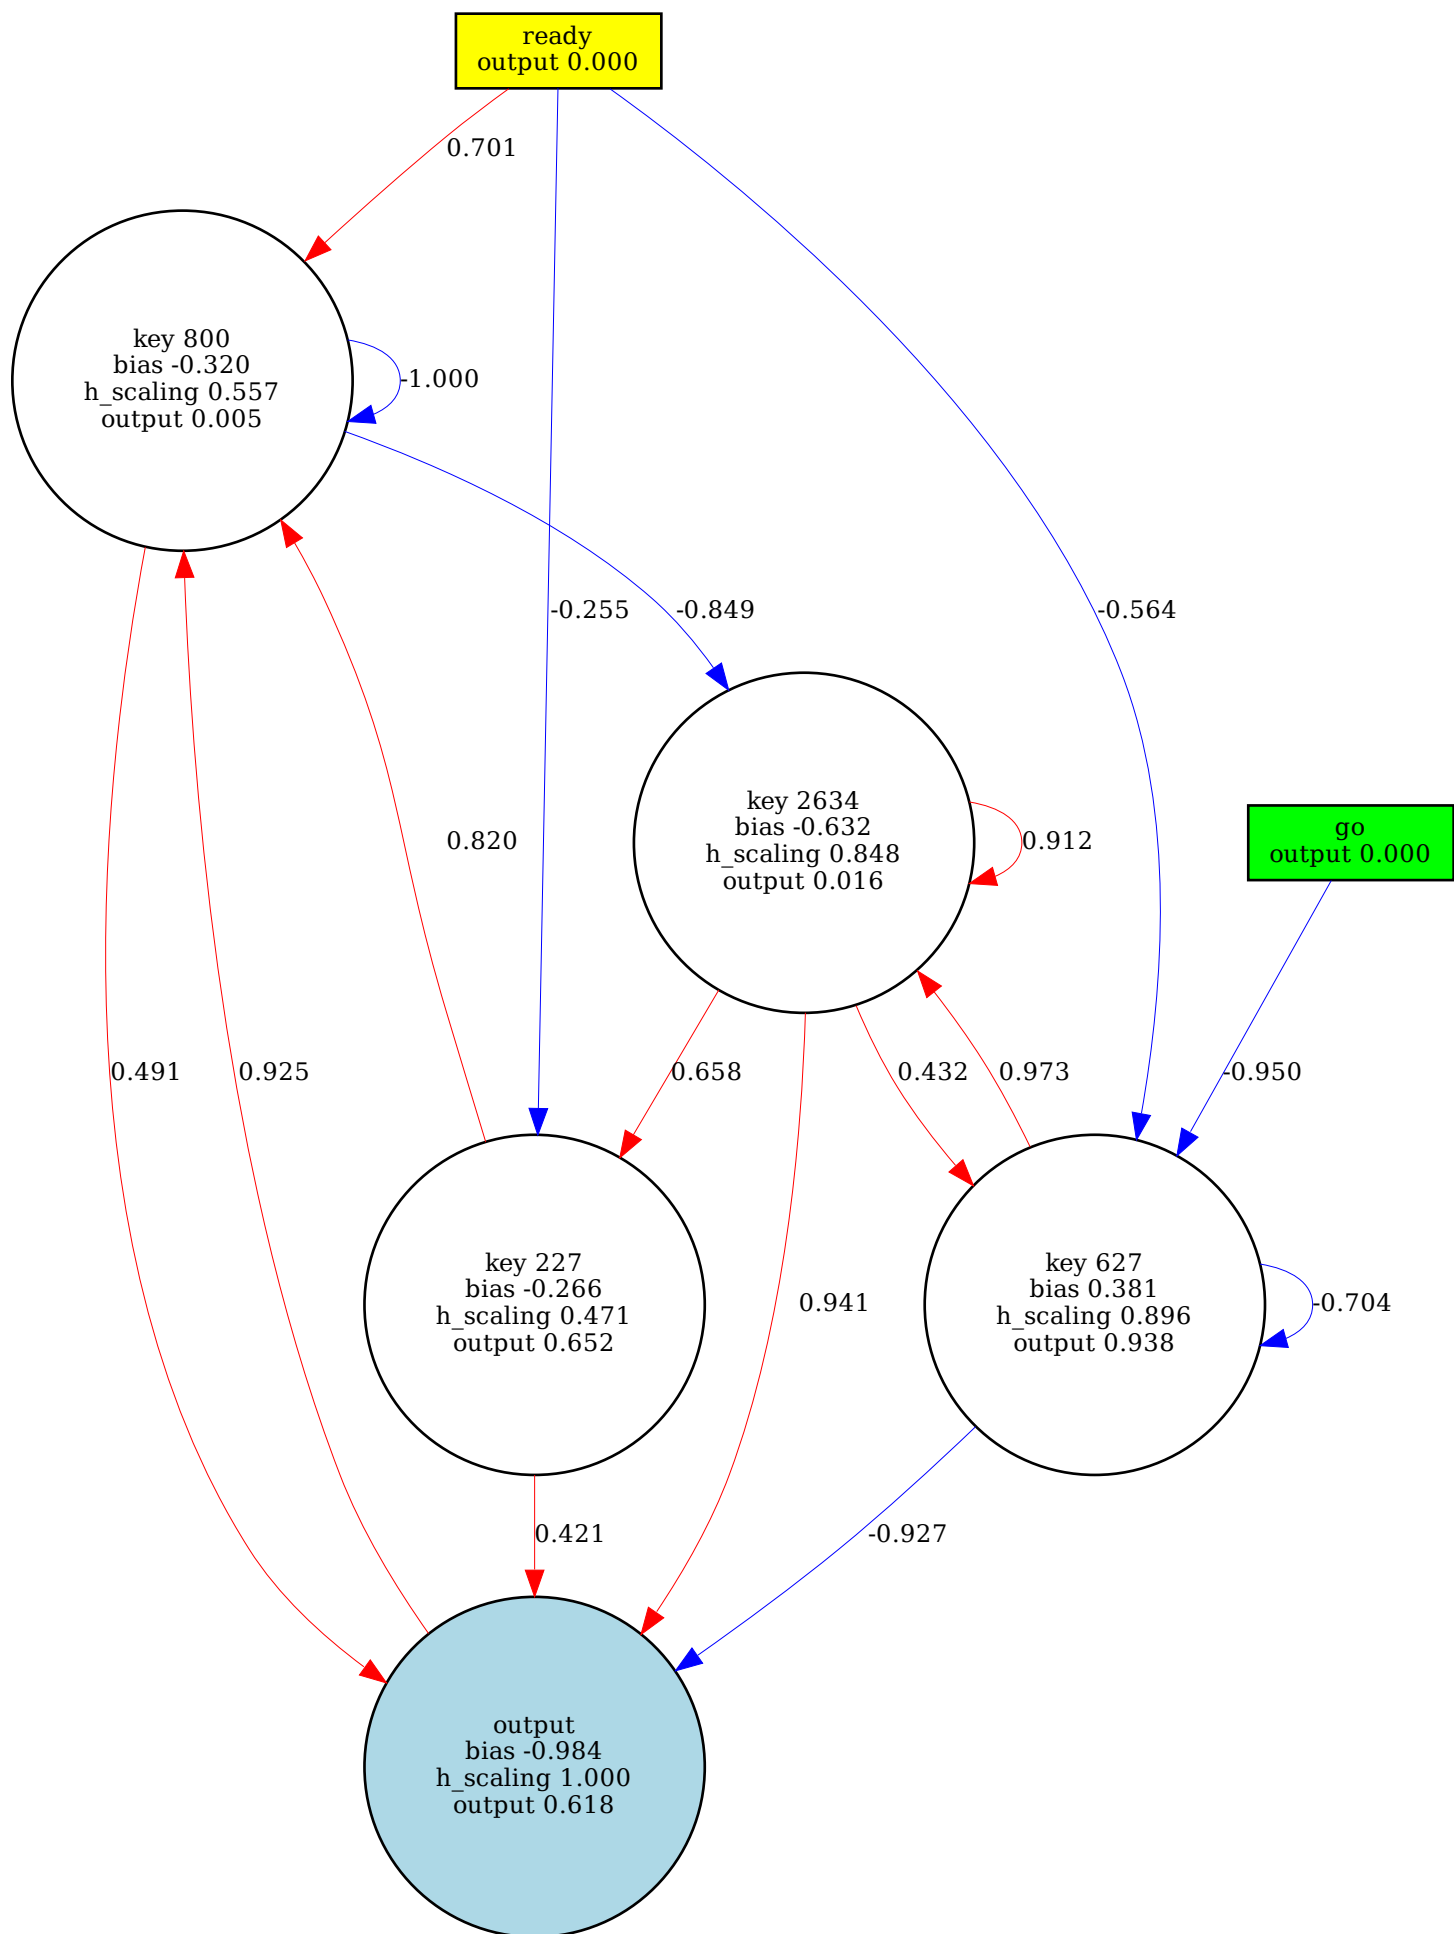 ready
output 0.000
0.701
key 800
bias -0.320
h_scaling 0.557
output 0.005
-1.000
-0.255
-0.849
-0.564
key 2634
bias -0.632
h_scaling 0.848
output 0.016
0.912
go
output 0.000
0.820
0.491
0.925
0.658
0.432
0.973
-0.950
key 227
bias -0.266
h_scaling 0.471
output 0.652
0.941
key 627
bias 0.381
h_scaling 0.896
output 0.938
-0.704
0.421
-0.927
output
bias -0.984
h_scaling 1.000
output 0.618